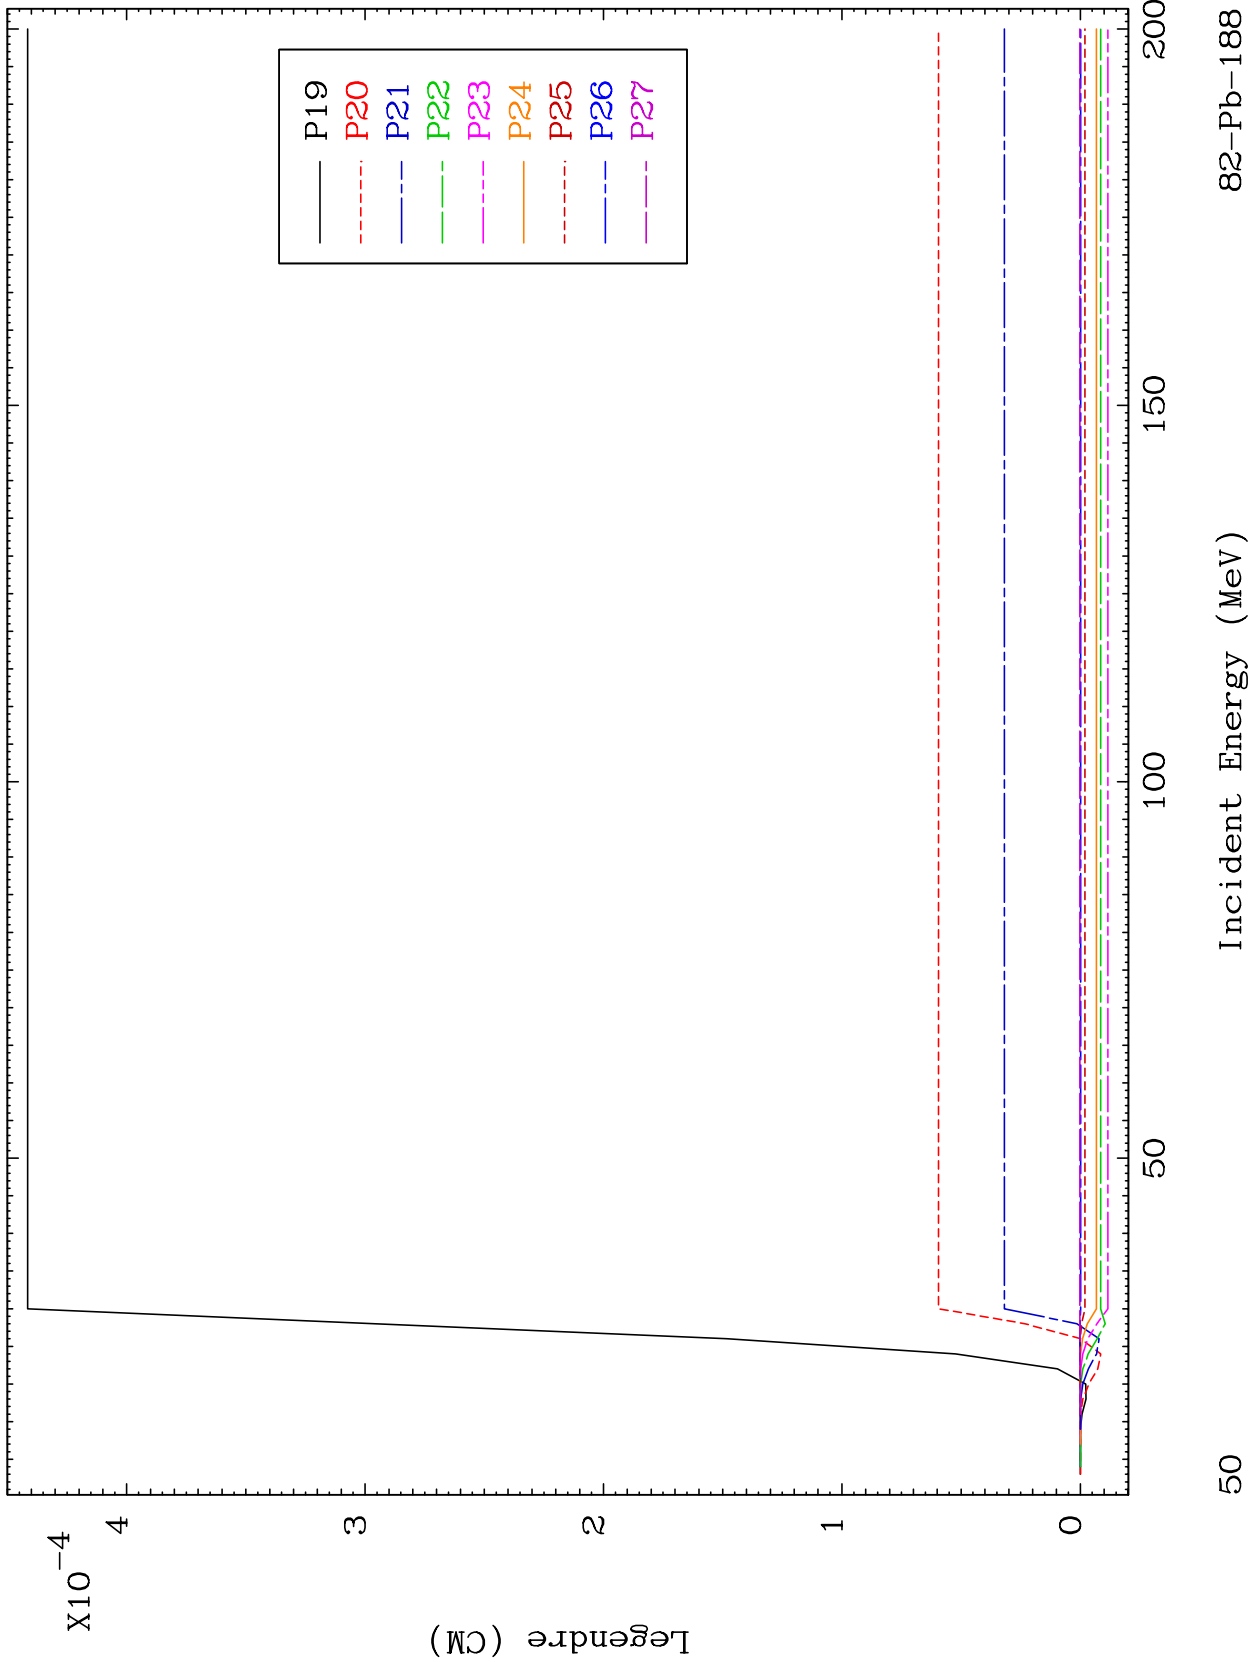 X10−4
4
3
2
1
0
Legendre (CM)
P19
P20
P21
P22
P23
P24
P25
P26
P27
50
100
150
200
Incident Energy (MeV)
50
82−Pb−188